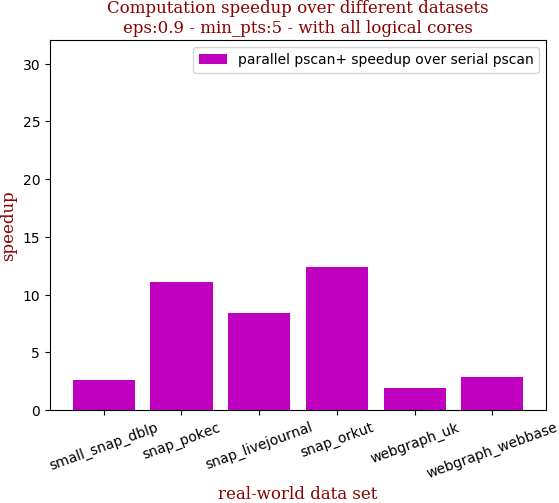 Computation speedup over different datasets
eps:0.9 - min_pts:5 - with all logical cores
parallel pscan+ speedup over serial pscan
30
25
20
15
10
5
0
speedup
small_snap_dblp
snap_pokec
snap_livejournal
snap_orkut
webgraph_uk
webgraph_webbase
real-world data set